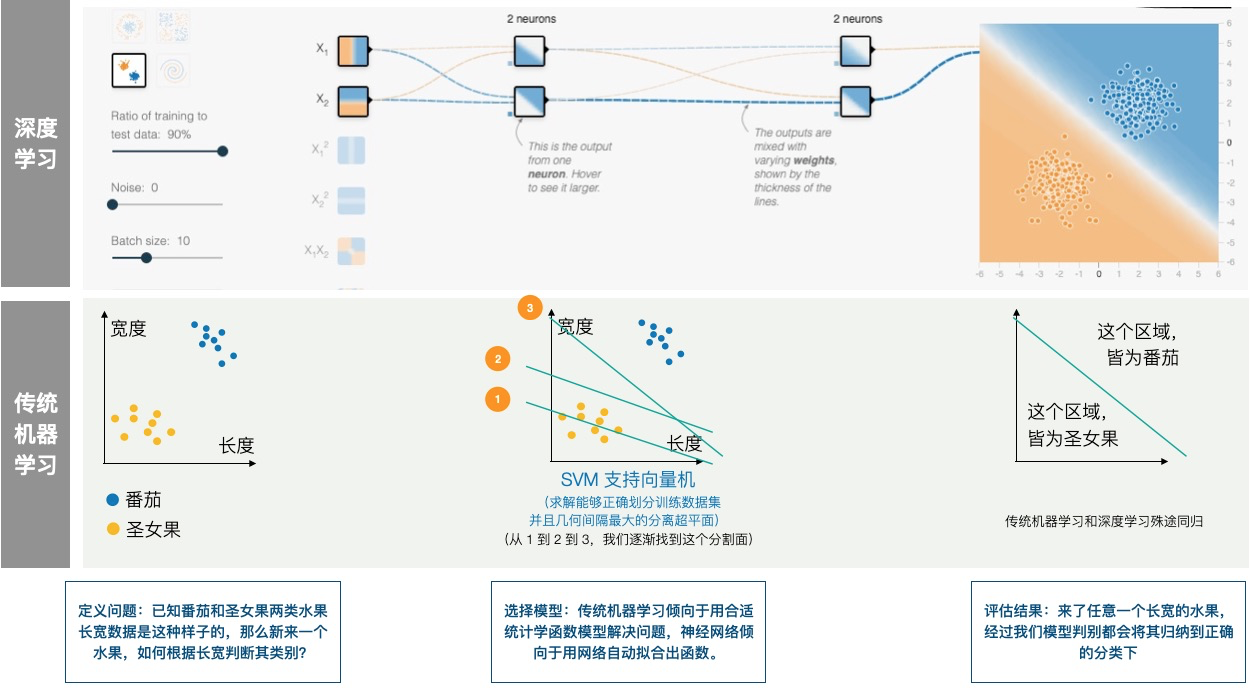 深度
学习
Ratio of training to
test data: 90%
Noise: 0
Batch size: 10
X₁
X₂
X₁²
X₂²
X₁X₂
2 neurons
This is the output
from one
neuron. Hover
to see it larger.
2 neurons
The outputs are
mixed with
varying weights,
shown by the
thickness of the
lines.
6
5
4
3
2
1
0
-1
-2
-3
-4
-5
-6
-6 -5 -4 -3 -2 -1 0 1 2 3 4 5 6
传统
机器
学习
宽度
长度
番茄
圣女果
3
宽度
2
1
长度
SVM 支持向量机
（求解能够正确划分训练数据集
并且几何间隔最大的分离超平面）
（从 1 到 2 到 3，我们逐渐找到这个分割面）
这个区域，
皆为番茄
这个区域，
皆为圣女果
传统机器学习和深度学习殊途同归
定义问题：已知番茄和圣女果两类水果
长宽数据是这种样子的，那么新来一个
水果，如何根据长宽判断其类别？
选择模型：传统机器学习倾向于用合适
统计学函数模型解决问题，神经网络倾
向于用网络自动拟合出函数。
评估结果：来了任意一个长宽的水果，
经过我们模型判别都会将其归纳到正确
的分类下